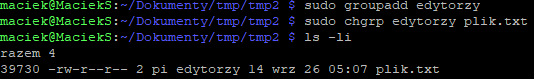 maciek@MaciekS:~/Dokumenty/tmp/tmp2 $ sudo groupadd edytorzy
maciek@MaciekS:~/Dokumenty/tmp/tmp2 $ sudo chgrp edytorzy plik.txt
maciek@MaciekS:~/Dokumenty/tmp/tmp2 $ ls -li
razem 4
39730 -rw-r--r-- 2 pi edytorzy 14 wrz 26 05:07 plik.txt